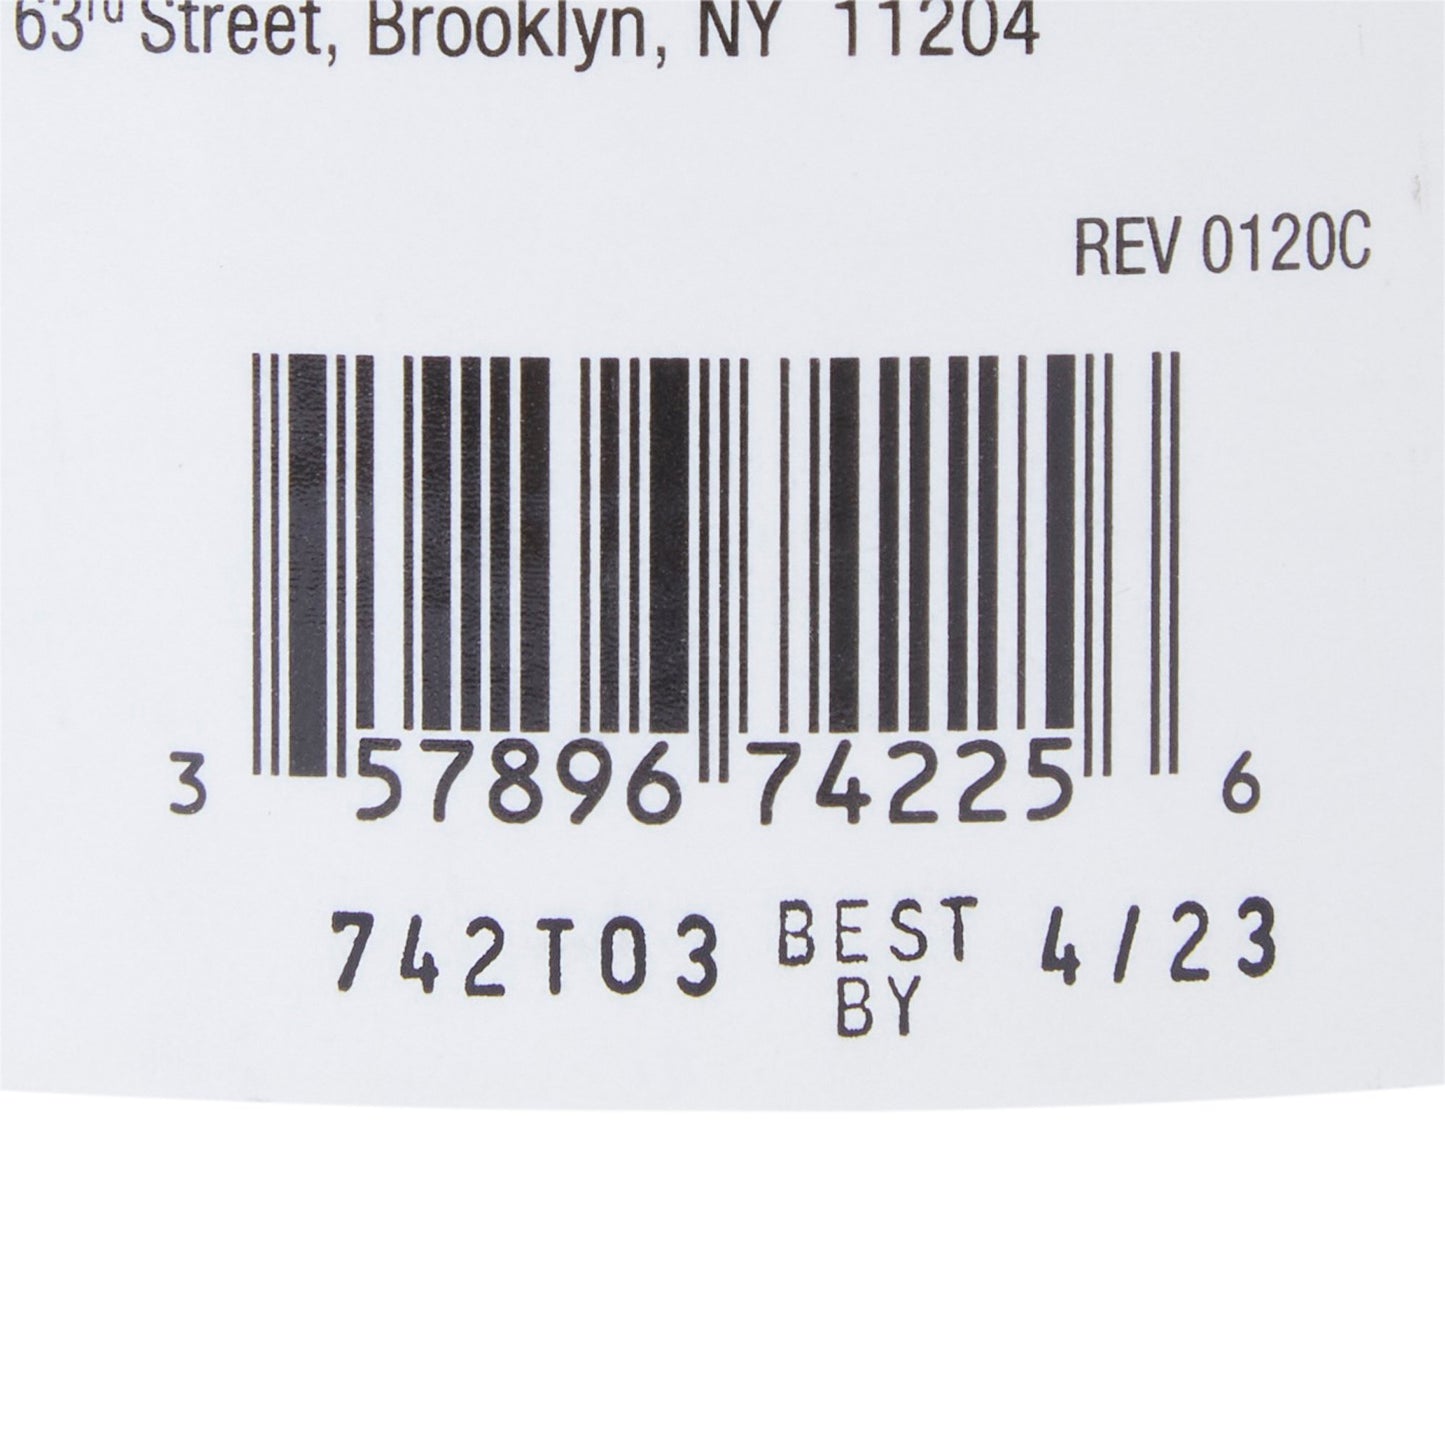 63rd Street, Brooklyn, NY 11204
REV 0120C
3 57896 74225 6
742T03 BEST BY 4/23